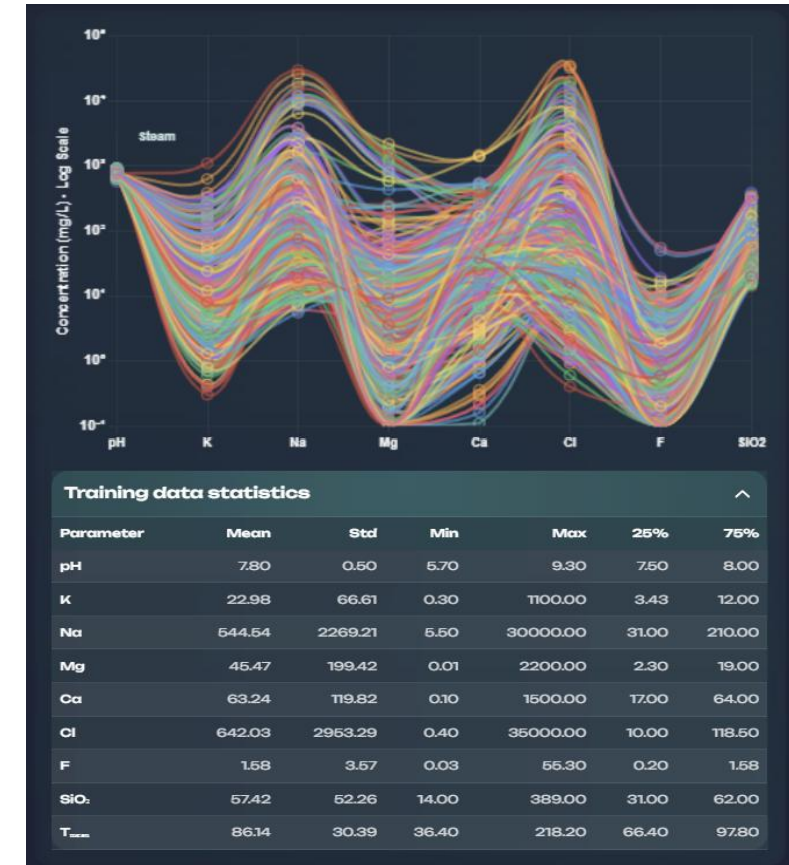 Steam
Concentration (mg/L) • Log Scale
pH K Na Mg Ca Cl F SiO2
Training data statistics
Parameter Mean Std Min Max 25% 75%
pH 7.80 0.50 5.70 9.30 7.50 8.00
K 22.98 66.61 0.30 1100.00 3.43 12.00
Na 544.54 2269.21 5.50 30000.00 31.00 210.00
Mg 45.47 199.42 0.01 2200.00 2.30 19.00
Ca 63.24 119.82 0.10 1500.00 17.00 64.00
Cl 642.03 2953.29 0.40 35000.00 10.00 118.50
F 1.58 3.57 0.03 55.30 0.20 1.58
SiO₂ 57.42 52.26 14.00 389.00 31.00 62.00
T 86.14 30.39 36.40 218.20 66.40 97.80